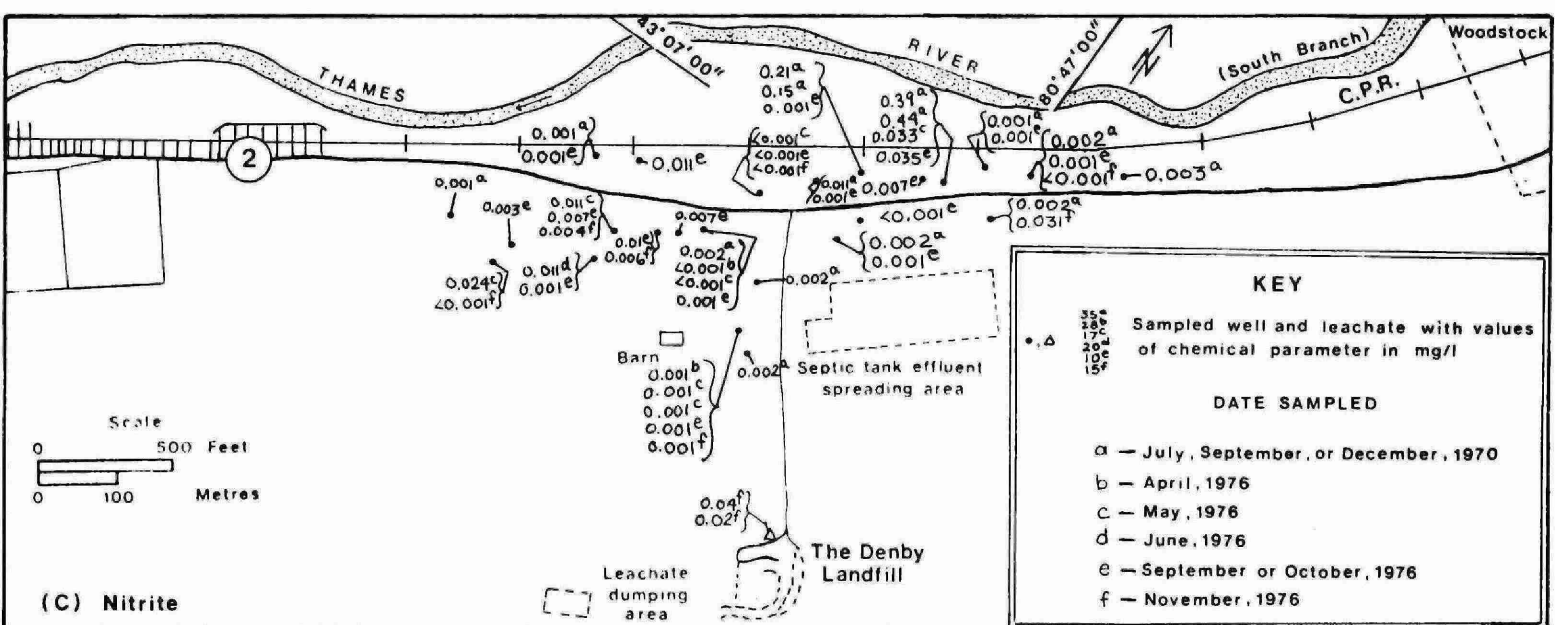 THAMES
RIVER
(South Branch)
Woodstock
C.P.R.
43°07'00"
80°47'00"
N
2
0.001ᵃ
0.001ᵉ
0.011ᵉ
<0.001ᶜ
<0.001ᵉ
<0.001ᶠ
0.21ᵃ
0.15ᵃ
0.001ᵉ
0.39ᵃ
0.44ᵃ
0.033ᶜ
0.035ᵉ
0.011ᵃ
0.001ᵉ
0.007ᵉ
0.001ᵃ
0.001ᵉ
0.002ᵃ
0.001ᵉ
<0.001ᶠ
0.003ᵃ
0.001ᵃ
0.003ᵉ
0.011ᶜ
0.007ᵉ
0.004ᶠ
0.024ᶜ
<0.001ᶠ
0.011ᵈ
0.001ᵉ
0.01ᵉ
0.006ᶠ
0.007ᵉ
0.002ᵃ
<0.001ᵇ
<0.001ᶜ
0.001ᵉ
0.002ᵃ
<0.001ᵉ
0.002ᵃ
0.001ᵉ
0.002ᵃ
0.031ᶠ
Barn
0.001ᵇ
0.001ᶜ
0.001ᶜ
0.001ᵉ
0.001ᶠ
0.002ᵃ
Septic tank effluent
spreading area
Scale
0 500 Feet
0 100 Metres
0.04ᶠ
0.02ᶠ
The Denby
Landfill
Leachate
dumping
area
(C) Nitrite
KEY
35ᵃ
28ᵇ
17ᶜ
20ᵈ
10ᵉ
15ᶠ
Sampled well and leachate with values
of chemical parameter in mg/l
DATE SAMPLED
a — July, September, or December, 1970
b — April, 1976
c — May, 1976
d — June, 1976
e — September or October, 1976
f — November, 1976